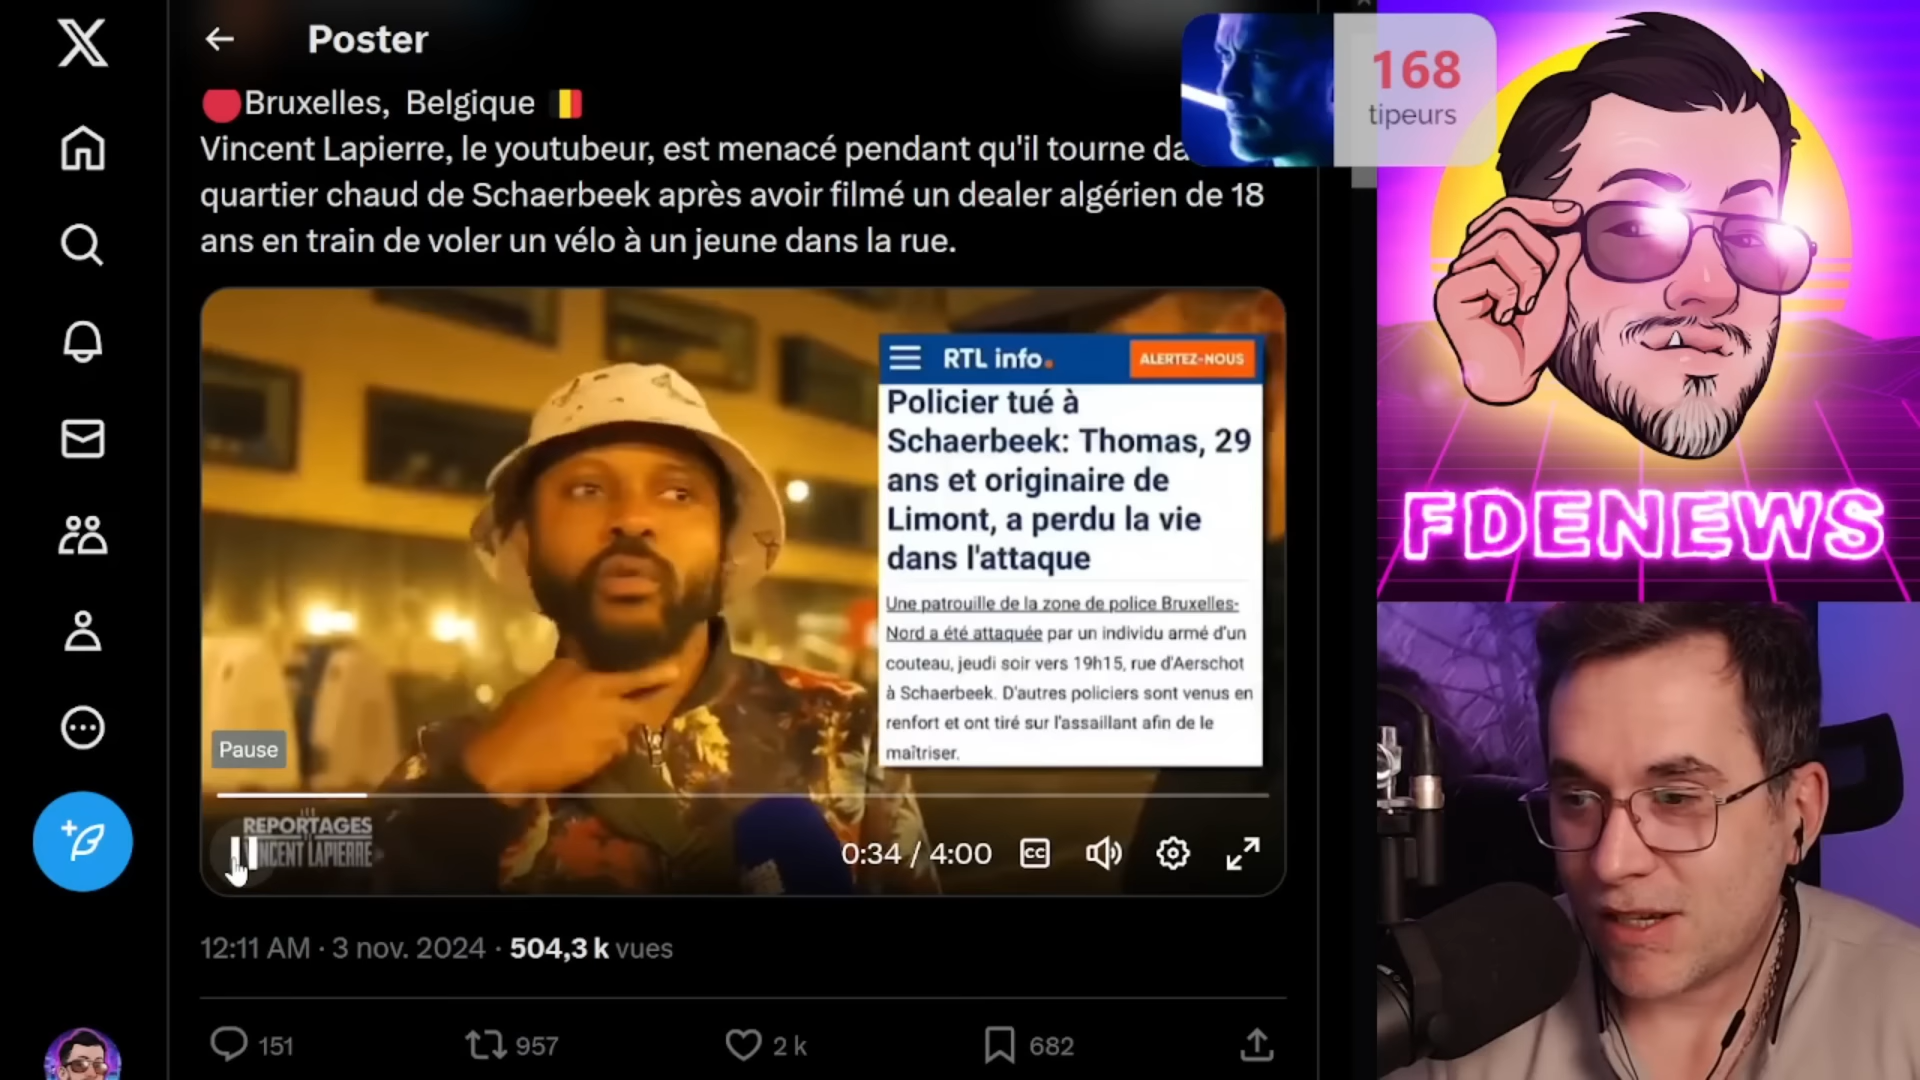 Poster
Bruxelles, Belgique
Vincent Lapierre, le youtubeur, est menacé pendant qu'il tourne
quartier chaud de Schaerbeek après avoir filmé un dealer algérien de 18
ans en train de voler un vélo à un jeune dans la rue.
168
tipeurs
RTL info.
ALERTEZ-NOUS
Policier tué à
Schaerbeek: Thomas, 29
ans et originaire de
Limont, a perdu la vie
dans l'attaque
Une patrouille de la zone de police Bruxelles-
Nord a été attaquée par un individu armé d'un
couteau, jeudi soir vers 19h15, rue d'Aerschot
à Schaerbeek. D'autres policiers sont venus en
renfort et ont tiré sur l'assaillant afin de le
maîtriser.
Pause
LES
REPORTAGES
VINCENT LAPIERRE
0:34 / 4:00
CC
12:11 AM · 3 nov. 2024 · 504,3 k vues
151
957
2 k
682
FDENEWS